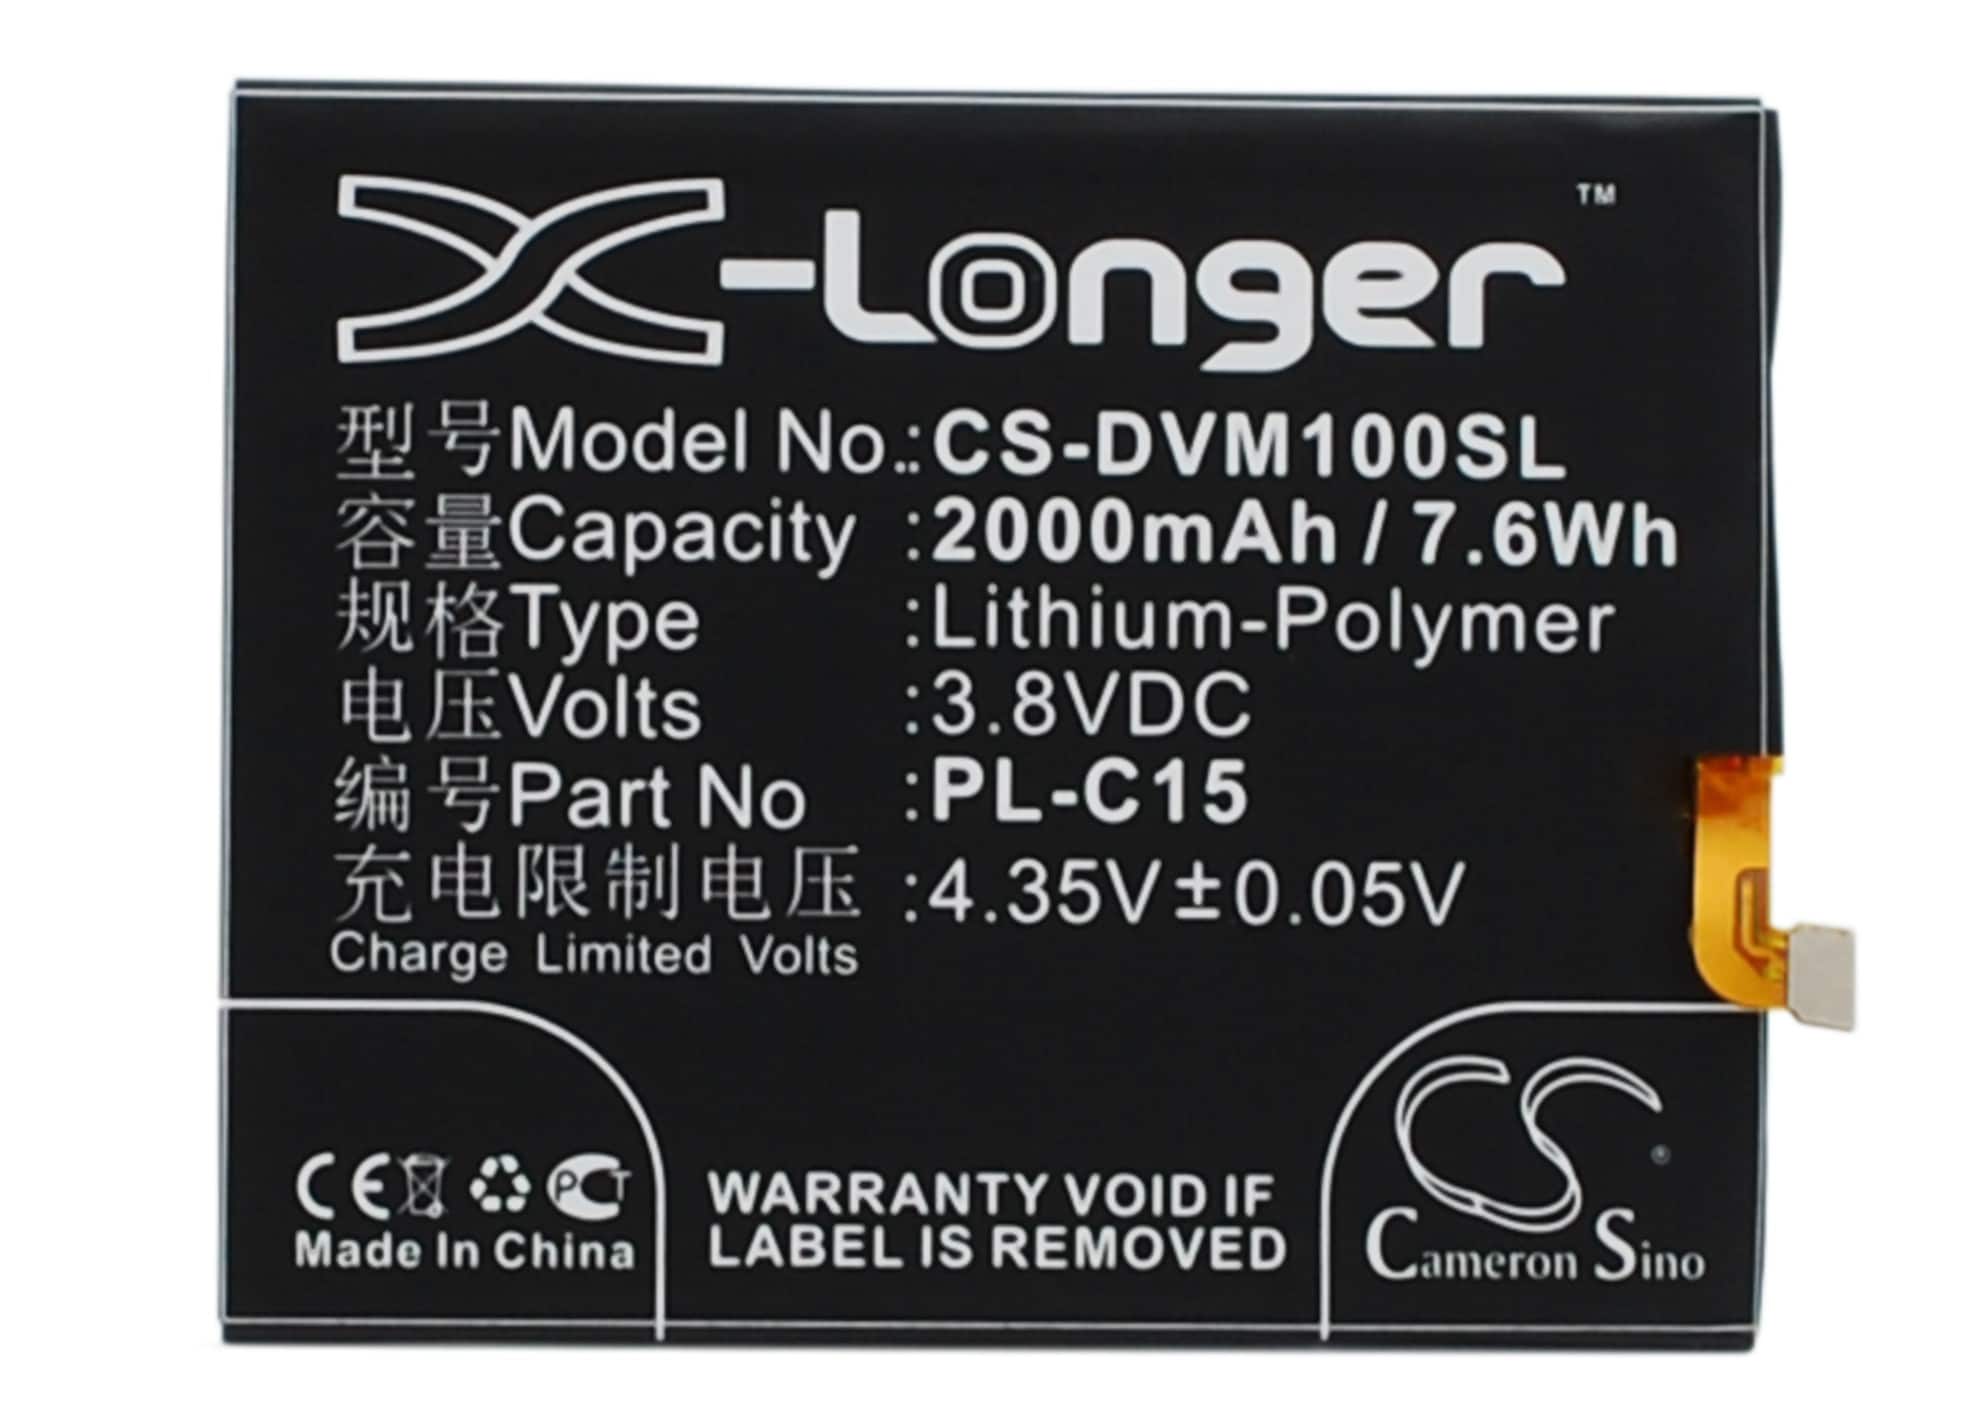 X-Longer™
型号Model No.:CS-DVM100SL
容量Capacity :2000mAh / 7.6Wh
规格Type :Lithium-Polymer
电压Volts :3.8VDC
编号Part No :PL-C15
充电限制电压 :4.35V±0.05V
Charge Limited Volts
CE PCT
Made In China
WARRANTY VOID IF
LABEL IS REMOVED
CS®
Cameron Sino